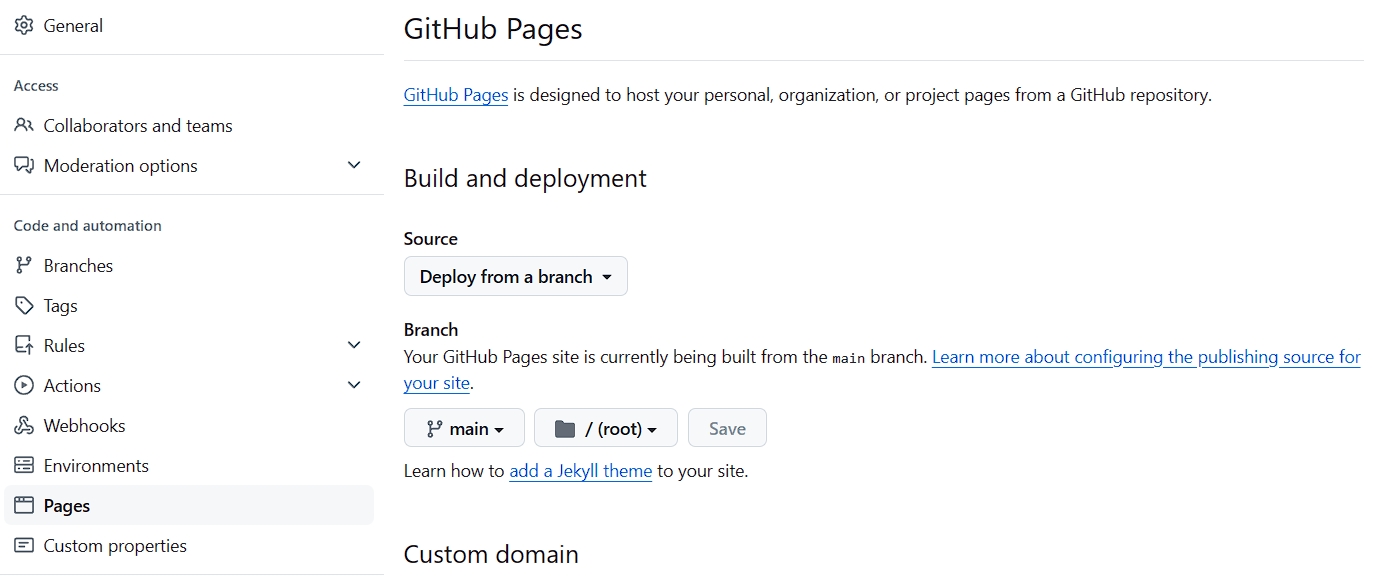 General
Access
Collaborators and teams
Moderation options
Code and automation
Branches
Tags
Rules
Actions
Webhooks
Environments
Pages
Custom properties
GitHub Pages
GitHub Pages is designed to host your personal, organization, or project pages from a GitHub repository.
Build and deployment
Source
Deploy from a branch
Branch
Your GitHub Pages site is currently being built from the main branch. Learn more about configuring the publishing source for
your site.
main / (root) Save
Learn how to add a Jekyll theme to your site.
Custom domain